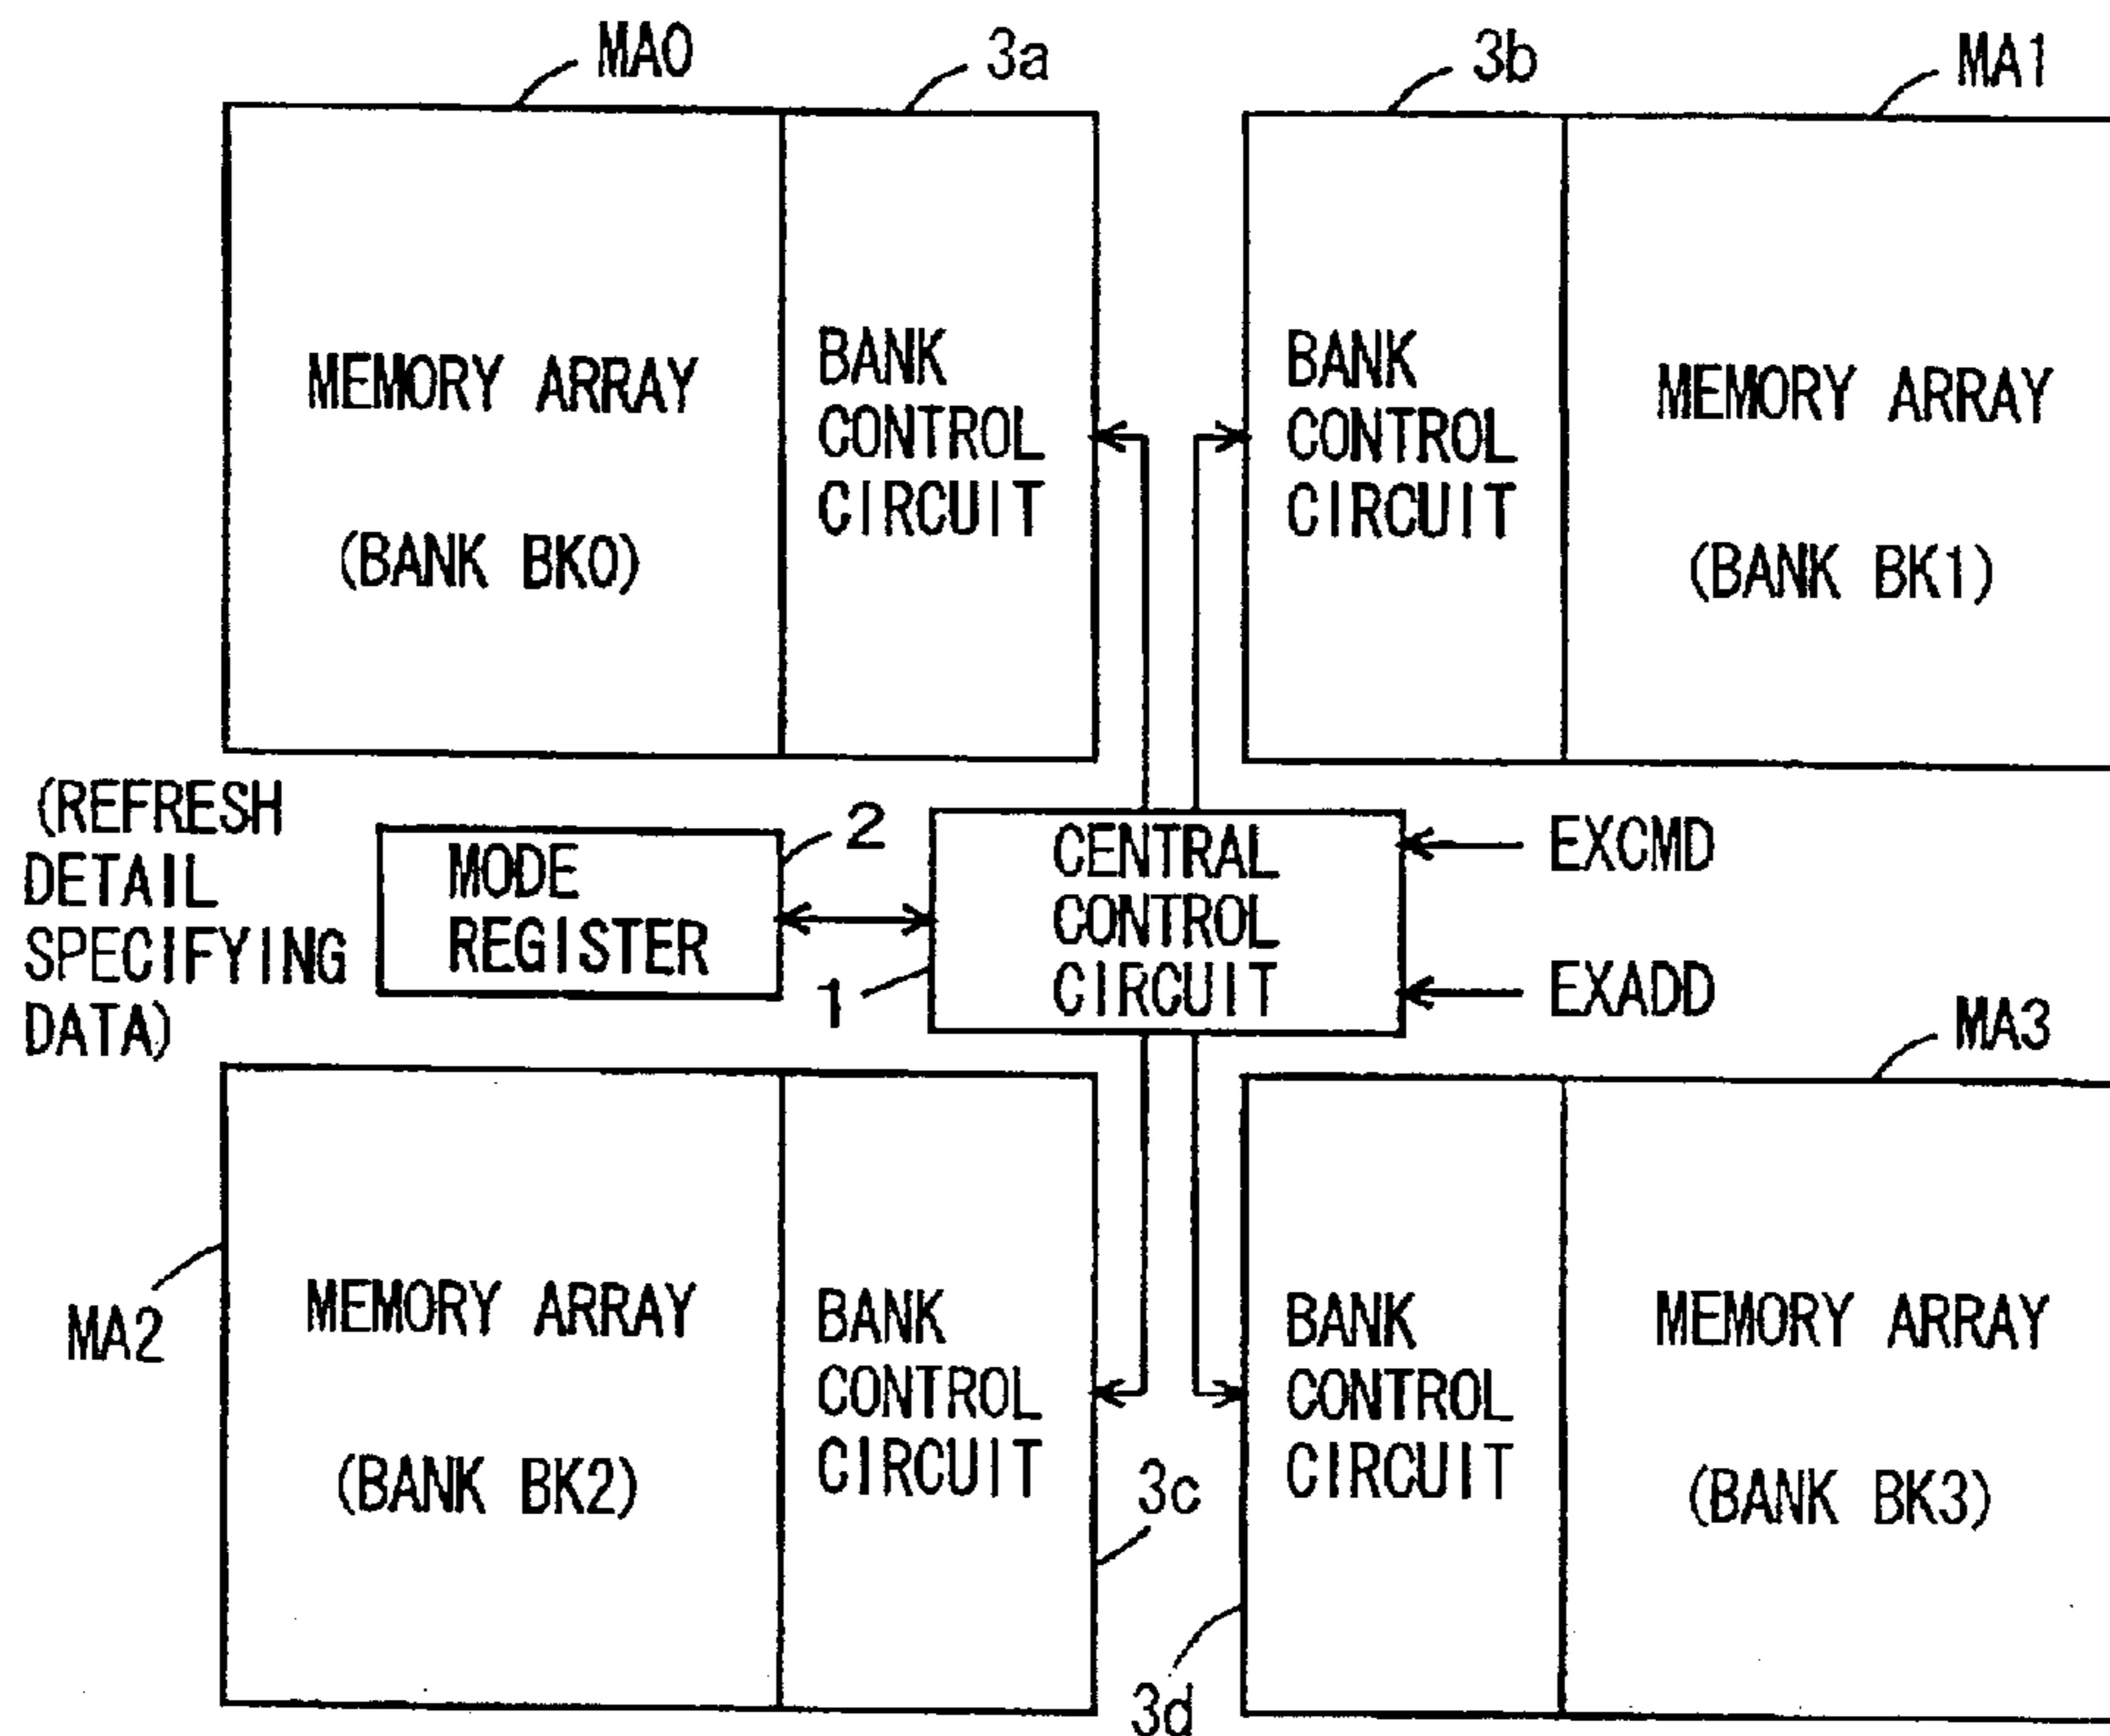 MA0
3a
3b
MA1
MEMORY ARRAY
(BANK BK0)
BANK
CONTROL
CIRCUIT
BANK
CONTROL
CIRCUIT
MEMORY ARRAY
(BANK BK1)
(REFRESH
DETAIL
SPECIFYING
DATA)
MODE
REGISTER
2
1
CENTRAL
CONTROL
CIRCUIT
EXCMD
EXADD
MA3
MA2
MEMORY ARRAY
(BANK BK2)
BANK
CONTROL
CIRCUIT
3c
BANK
CONTROL
CIRCUIT
3d
MEMORY ARRAY
(BANK BK3)